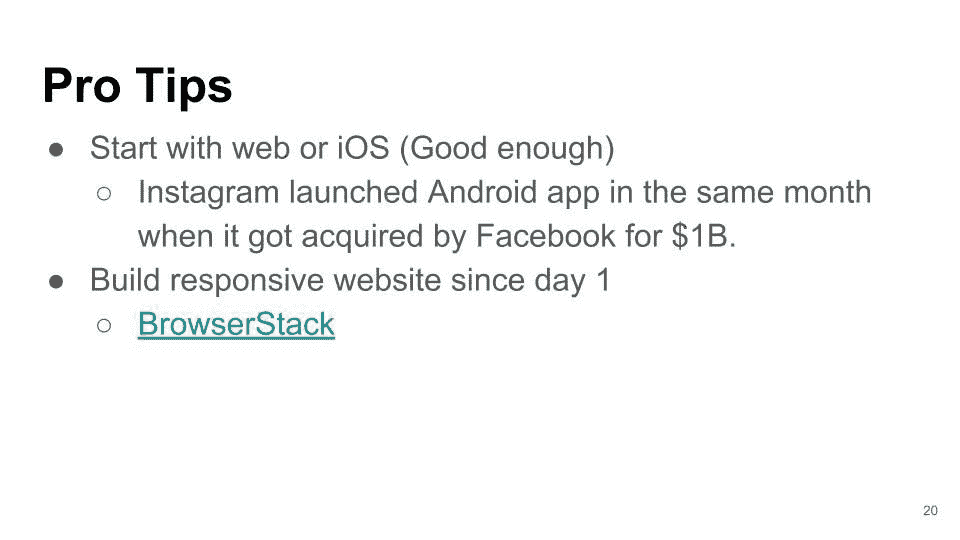 Pro Tips
● Start with web or iOS (Good enough)
○ Instagram launched Android app in the same month
when it got acquired by Facebook for $1B.
● Build responsive website since day 1
○ BrowserStack
20